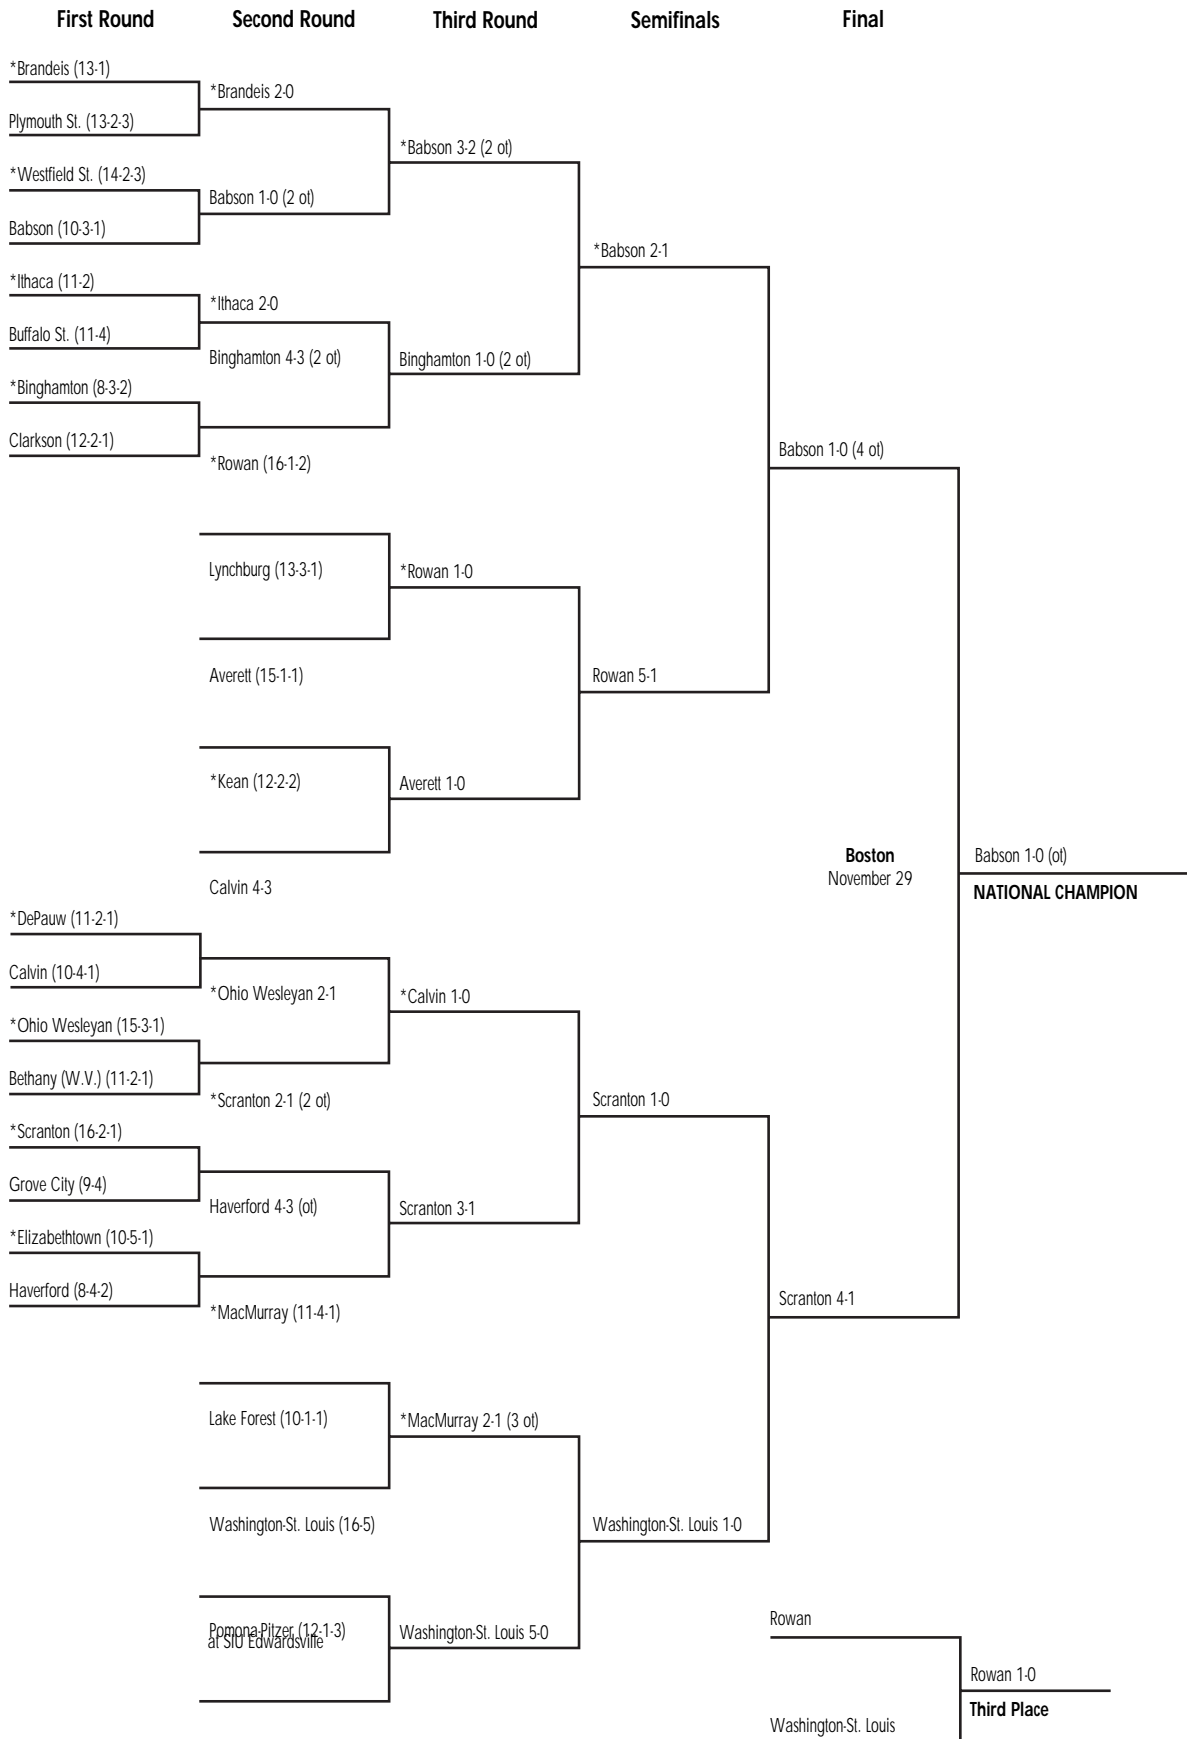 First Round Second Round Third Round Semifinals Final
*Brandeis (13-1)
*Brandeis 2-0
Plymouth St. (13-2-3)
*Babson 3-2 (2 ot)
*Westfield St. (14-2-3)
Babson 1-0 (2 ot)
Babson (10-3-1)
*Babson 2-1
*Ithaca (11-2)
*Ithaca 2-0
Buffalo St. (11-4)
Binghamton 4-3 (2 ot)
Binghamton 1-0 (2 ot)
*Binghamton (8-3-2)
Clarkson (12-2-1)
Babson 1-0 (4 ot)
*Rowan (16-1-2)
Lynchburg (13-3-1)
*Rowan 1-0
Averett (15-1-1)
Rowan 5-1
*Kean (12-2-2)
Averett 1-0
Boston
November 29
Babson 1-0 (ot)
NATIONAL CHAMPION
Calvin 4-3
*DePauw (11-2-1)
Calvin (10-4-1)
*Ohio Wesleyan 2-1
*Calvin 1-0
*Ohio Wesleyan (15-3-1)
Bethany (W.V.) (11-2-1)
*Scranton 2-1 (2 ot)
Scranton 1-0
*Scranton (16-2-1)
Grove City (9-4)
Haverford 4-3 (ot)
Scranton 3-1
*Elizabethtown (10-5-1)
Haverford (8-4-2)
Scranton 4-1
*MacMurray (11-4-1)
Lake Forest (10-1-1)
*MacMurray 2-1 (3 ot)
Washington-St. Louis (16-5)
Washington-St. Louis 1-0
Pomona-Pitzer (12-1-3)
at SIU Edwardsville
Washington-St. Louis 5-0
Rowan
Rowan 1-0
Third Place
Washington-St. Louis